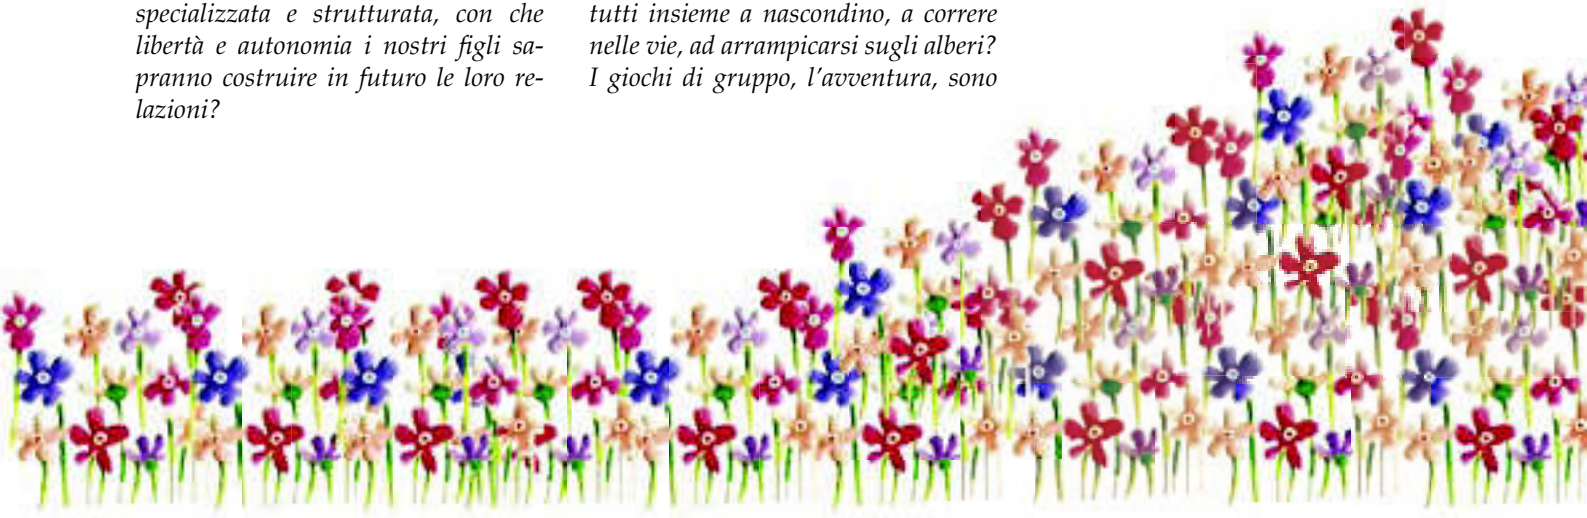 specializzata e strutturata, con che
libertà e autonomia i nostri figli sa-
pranno costruire in futuro le loro re-
lazioni?
tutti insieme a nascondino, a correre
nelle vie, ad arrampicarsi sugli alberi?
I giochi di gruppo, l’avventura, sono